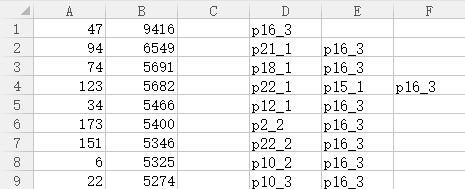 A B C D E F
1 47 9416 p16_3
2 94 6549 p21_1 p16_3
3 74 5691 p18_1 p16_3
4 123 5682 p22_1 p15_1 p16_3
5 34 5466 p12_1 p16_3
6 173 5400 p2_2 p16_3
7 151 5346 p22_2 p16_3
8 6 5325 p10_2 p16_3
9 22 5274 p10_3 p16_3